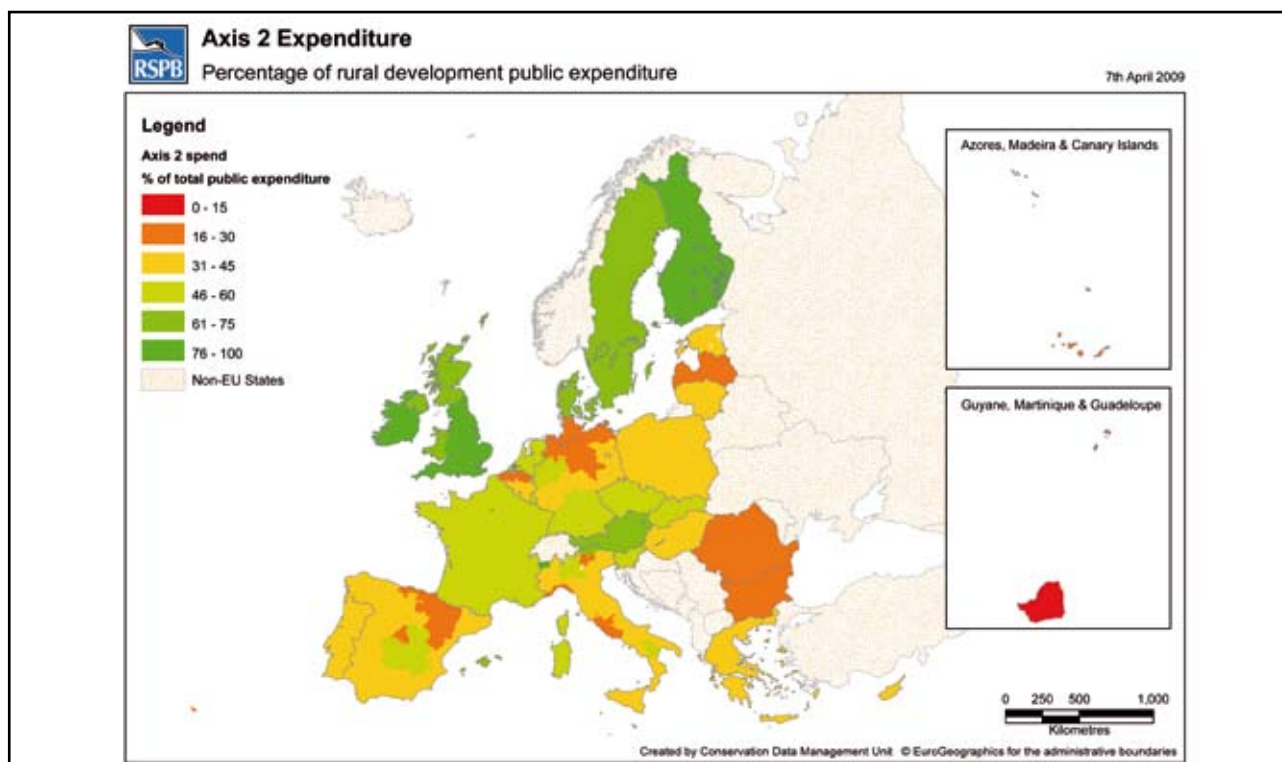 RSPB
Axis 2 Expenditure
Percentage of rural development public expenditure
7th April 2009
Legend
Axis 2 spend
% of total public expenditure
0 - 15
16 - 30
31 - 45
46 - 60
61 - 75
76 - 100
Non-EU States
Azores, Madeira & Canary Islands
Guyane, Martinique & Guadeloupe
0 250 500 1,000
Kilometres
Created by Conservation Data Management Unit © EuroGeographics for the administrative boundaries